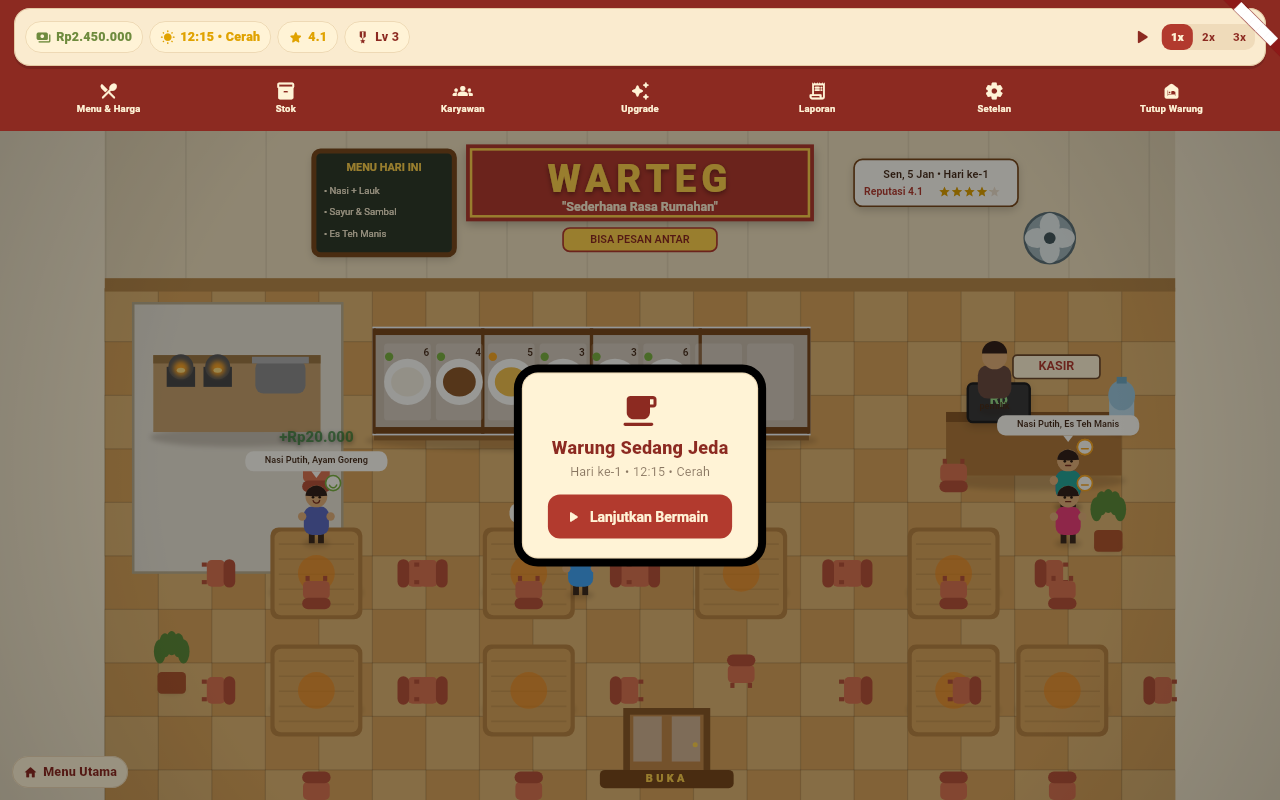 Rp2.450.000
12:15 • Cerah
4.1
Lv 3
1x
2x
3x
Menu & Harga
Stok
Karyawan
Upgrade
Laporan
Setelan
Tutup Warung
MENU HARI INI
• Nasi + Lauk
• Sayur & Sambal
• Es Teh Manis
WARTEG
"Sederhana Rasa Rumahan"
BISA PESAN ANTAR
Sen, 5 Jan • Hari ke-1
Reputasi 4.1
6
4
5
3
3
6
KASIR
Rp
Nasi Putih, Es Teh Manis
+Rp20.000
Nasi Putih, Ayam Goreng
Warung Sedang Jeda
Hari ke-1 • 12:15 • Cerah
Lanjutkan Bermain
Menu Utama
BUKA